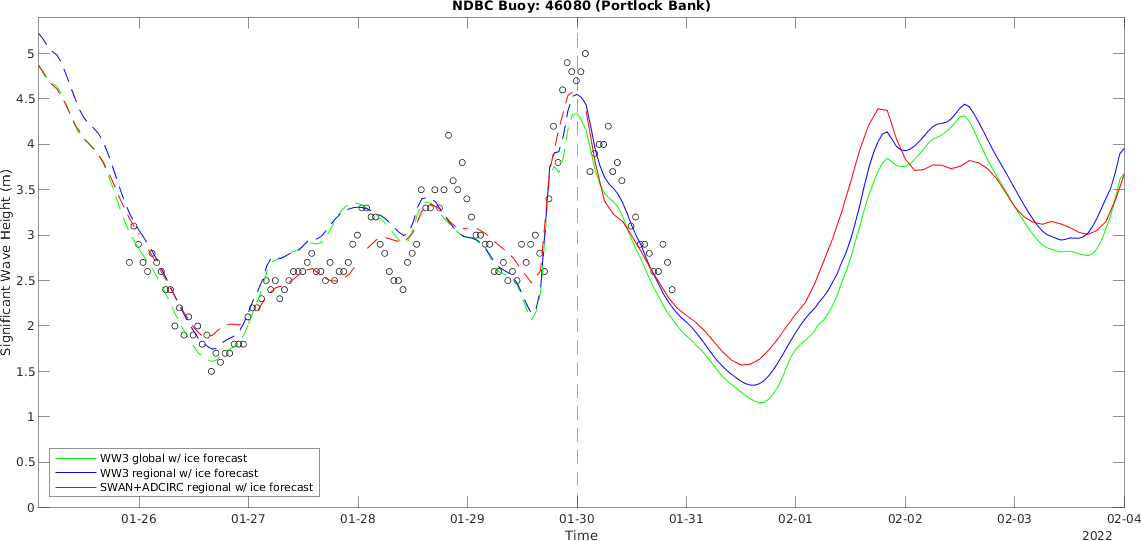 NDBC Buoy: 46080 (Portlock Bank)
Significant Wave Height (m)
5
4.5
4
3.5
3
2.5
2
1.5
1
0.5
0
WW3 global w/ ice forecast
WW3 regional w/ ice forecast
SWAN+ADCIRC regional w/ ice forecast
01-26 01-27 01-28 01-29 01-30 01-31 02-01 02-02 02-03 02-04
Time
2022